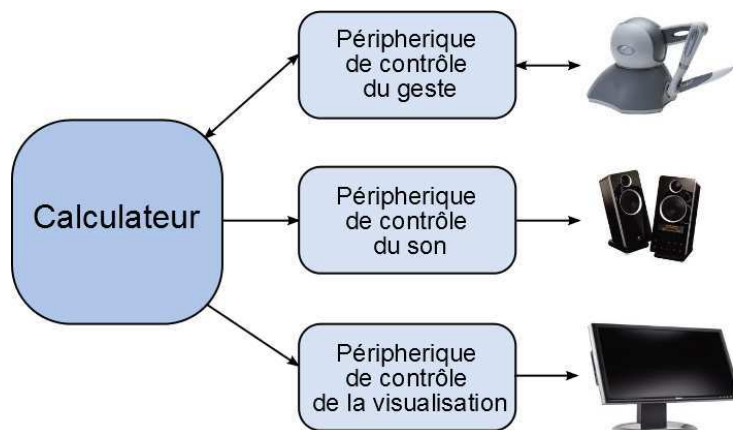 Péripherique
de contrôle
du geste
Calculateur
Péripherique
de contrôle
du son
Péripherique
de contrôle
de la visualisation